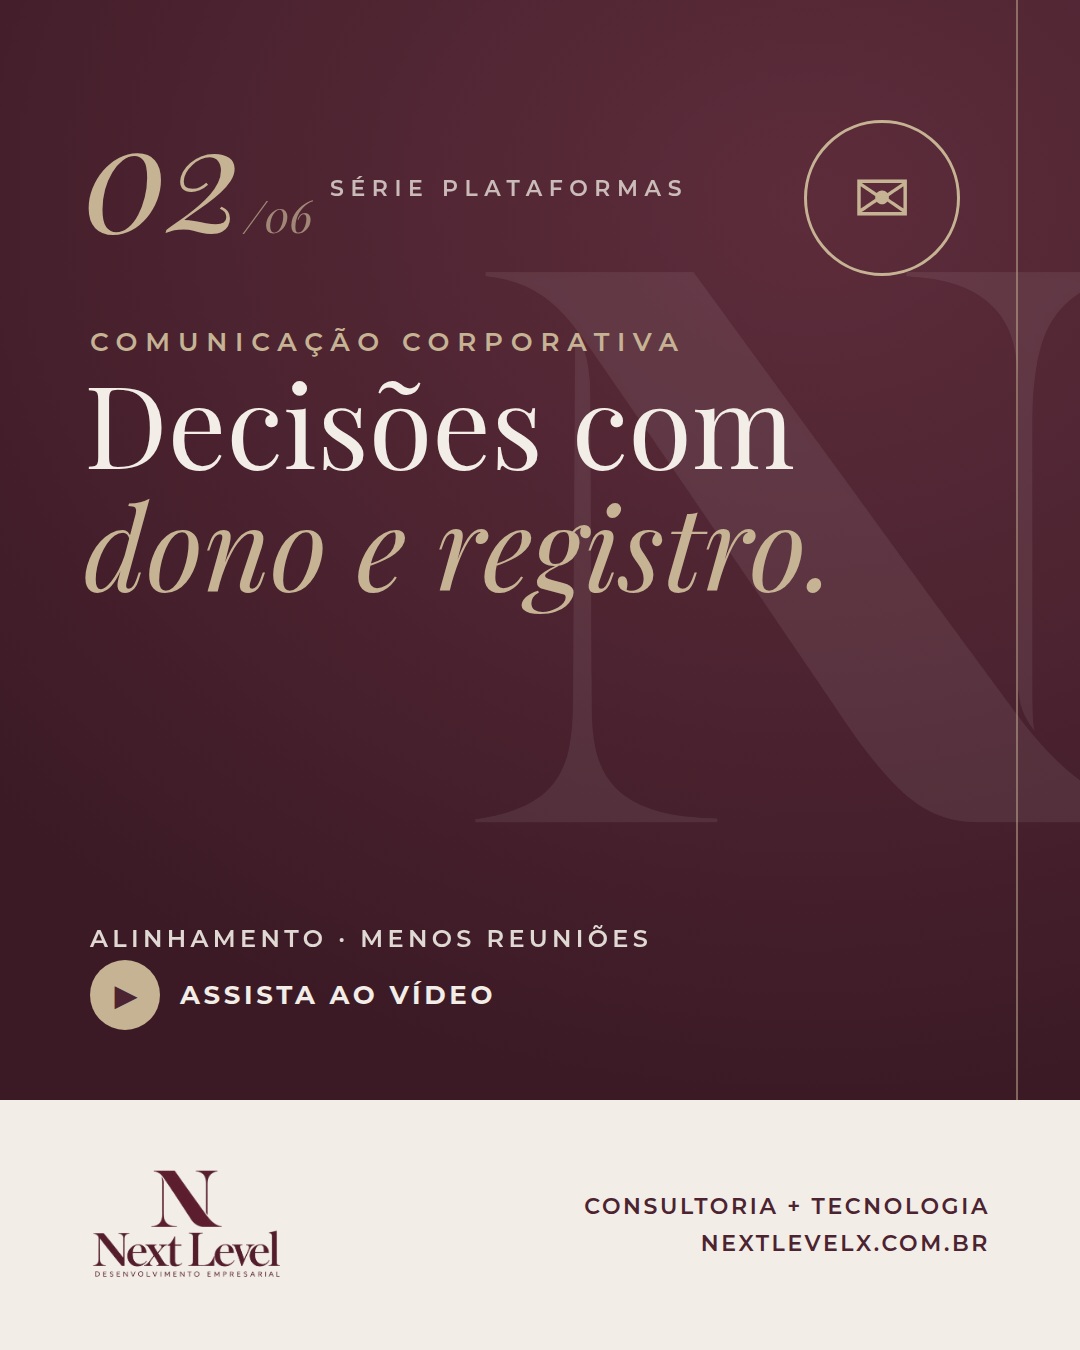 02 /06 SÉRIE PLATAFORMAS
COMUNICAÇÃO CORPORATIVA
Decisões com
dono e registro.
ALINHAMENTO · MENOS REUNIÕES
ASSISTA AO VÍDEO
N
Next Level
DESENVOLVIMENTO EMPRESARIAL
CONSULTORIA + TECNOLOGIA
NEXTLEVELX.COM.BR